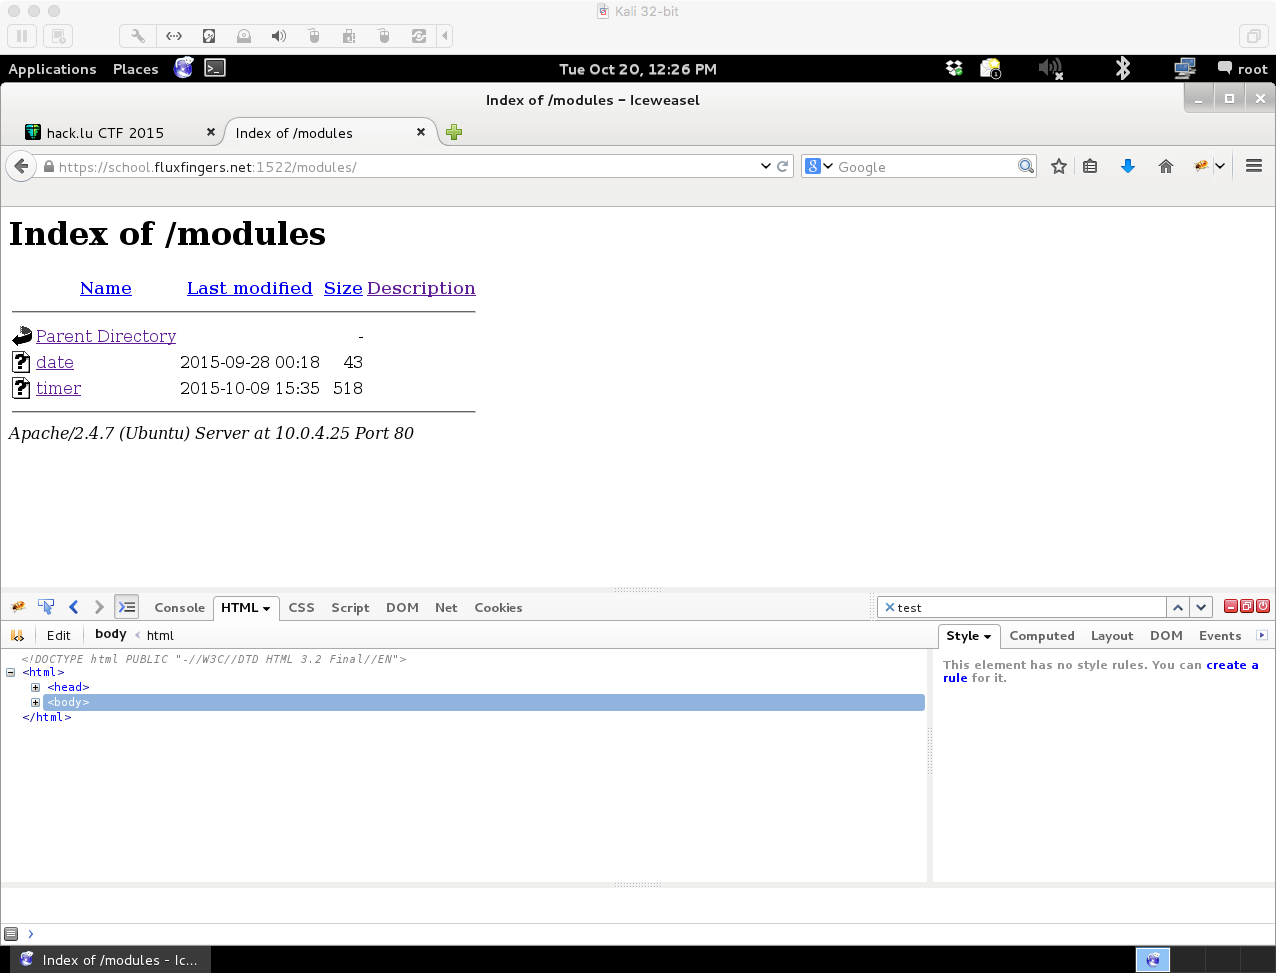 Kali 32-bit
Applications Places Tue Oct 20, 12:26 PM root
Index of /modules - Iceweasel
hack.lu CTF 2015 Index of /modules
https://school.fluxfingers.net:1522/modules/ Google
Index of /modules
Name Last modified Size Description
Parent Directory -
date 2015-09-28 00:18 43
timer 2015-10-09 15:35 518
Apache/2.4.7 (Ubuntu) Server at 10.0.4.25 Port 80
Console HTML CSS Script DOM Net Cookies test
Edit body < html Style Computed Layout DOM Events
<!DOCTYPE html PUBLIC "-//W3C//DTD HTML 3.2 Final//EN">
<html>
<head>
<body>
</html>
This element has no style rules. You can create a
rule for it.
Index of /modules - Ic...